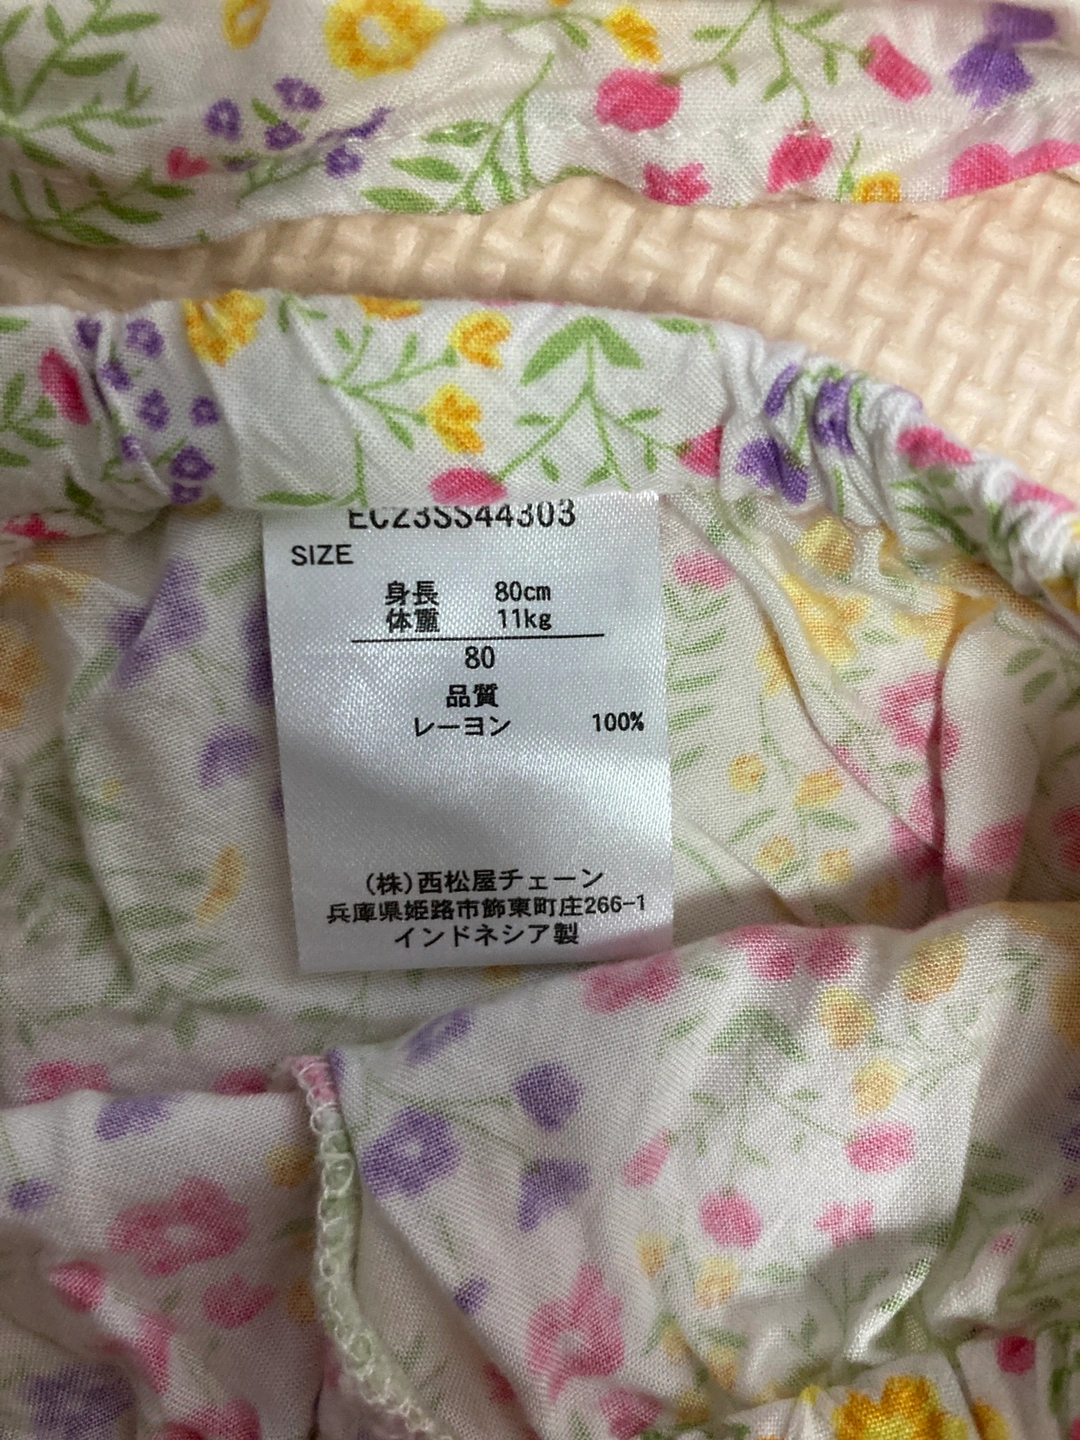 EC23SS44303
SIZE
身長 80cm
体重 11kg
80
品質
レーヨン 100%
(株)西松屋チェーン
兵庫県姫路市飾東町庄266-1
インドネシア製